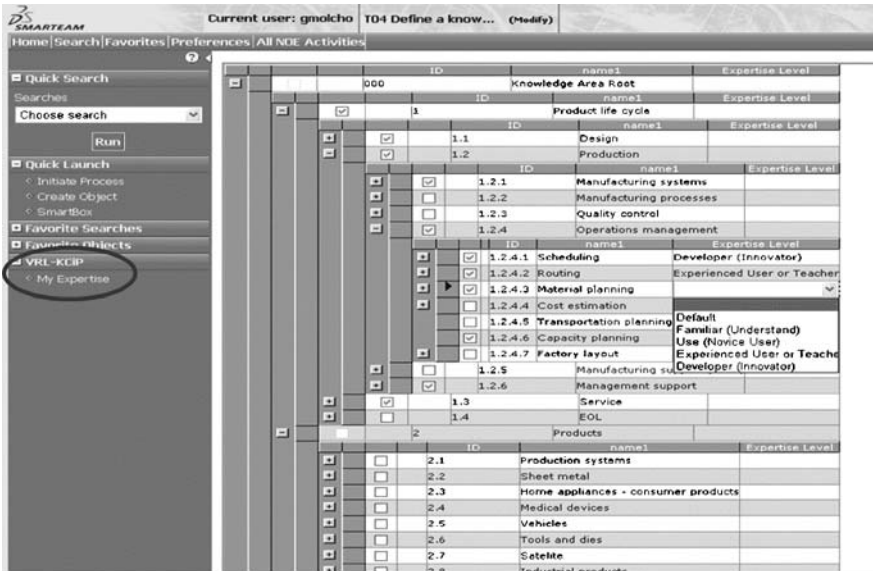 DS SMARTEAM
Current user: gmolcho T04 Define a know... (Modify)
Home|Search|Favorites|Preferences|All NOE Activities
?
Quick Search
Searches
Choose search
Run
Quick Launch
Initiate Process
Create Object
SmartBox
Favorite Searches
Favorite Objects
VRL-KCiP
My Expertise
ID name1 Expertise Level
000 Knowledge Area Root
ID name1 Expertise Level
1 Product life cycle
ID name1 Expertise Level
1.1 Design
1.2 Production
ID name1 Expertise Level
1.2.1 Manufacturing systems
1.2.2 Manufacturing processes
1.2.3 Quality control
1.2.4 Operations management
ID name1 Expertise Level
1.2.4.1 Scheduling Developer (Innovator)
1.2.4.2 Routing Experienced User or Teacher
1.2.4.3 Material planning
1.2.4.4 Cost estimation
1.2.4.5 Transportation planning
1.2.4.6 Capacity planning
1.2.4.7 Factory layout
Default
Familiar (Understand)
Use (Novice User)
Experienced User or Teache
Developer (Innovator)
1.2.5 Manufacturing su
1.2.6 Management support
1.3 Service
1.4 EOL
2 Products
ID name1 Expertise Level
2.1 Production systems
2.2 Sheet metal
2.3 Home appliances - consumer products
2.4 Medical devices
2.5 Vehicles
2.6 Tools and dies
2.7 Satelite
2.8 Industrial products